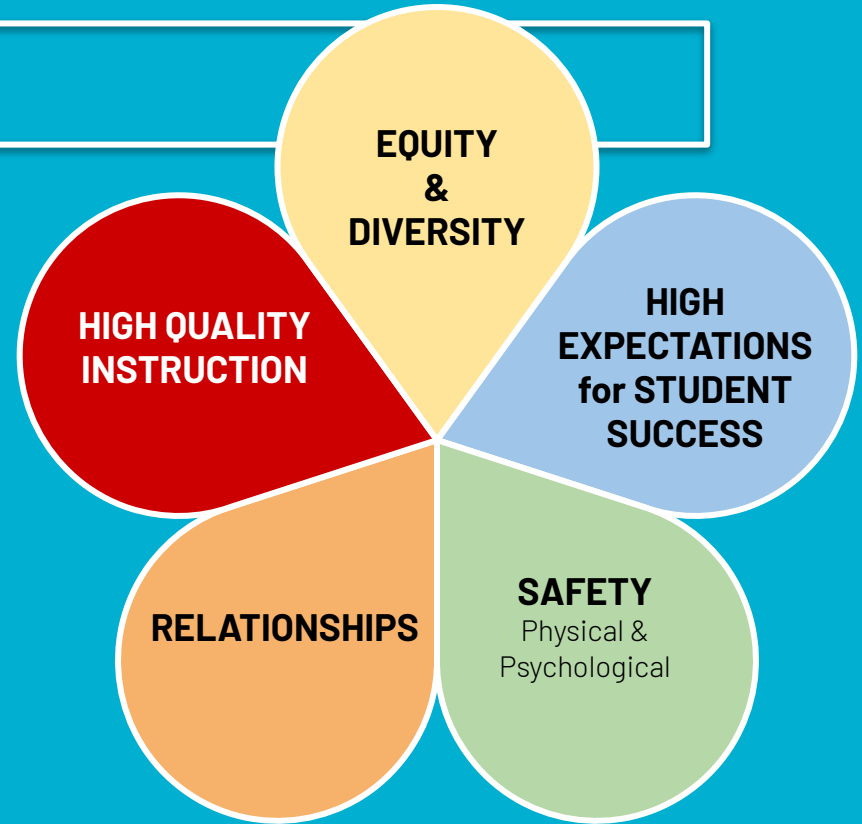 EQUITY
&
DIVERSITY
HIGH
EXPECTATIONS
for STUDENT
SUCCESS
SAFETY
Physical &
Psychological
RELATIONSHIPS
HIGH QUALITY
INSTRUCTION